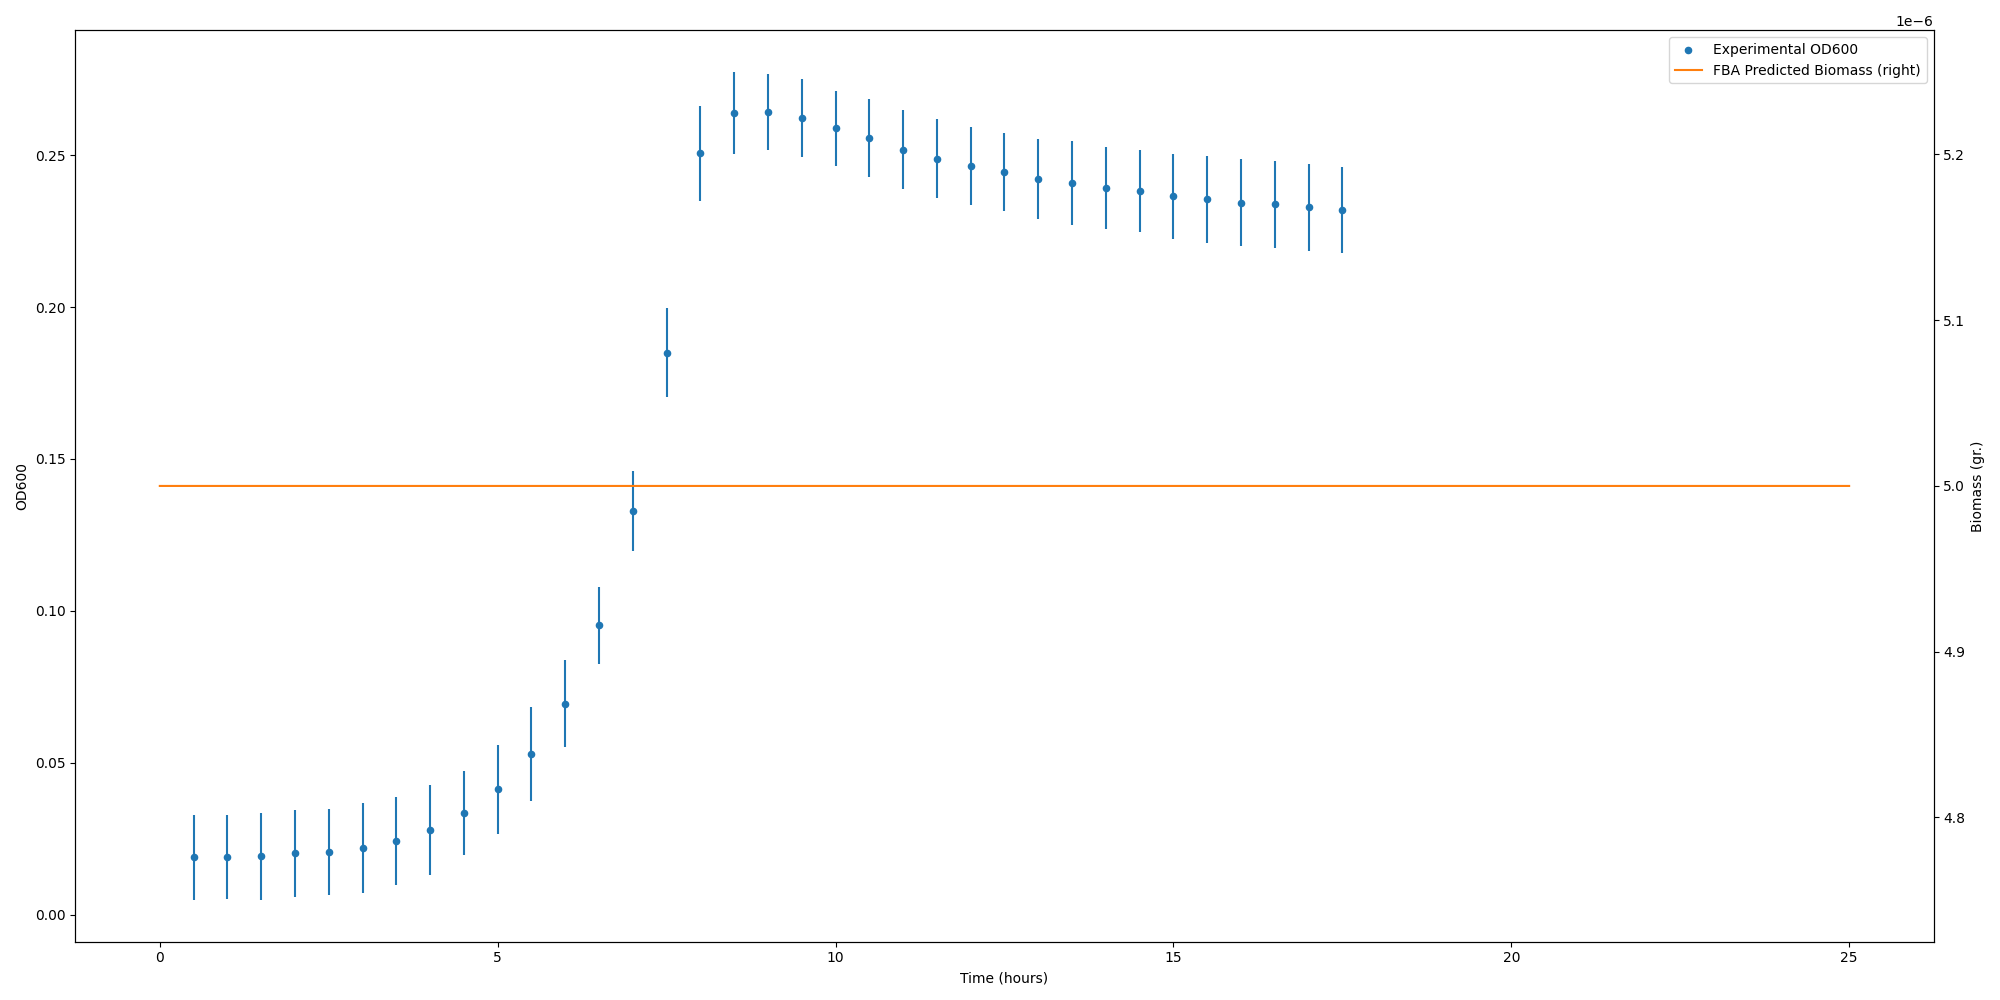 1e−6
Experimental OD600
FBA Predicted Biomass (right)
0.25
0.20
0.15
0.10
0.05
0.00
OD600
5.2
5.1
5.0
4.9
4.8
Biomass (gr.)
0 5 10 15 20 25
Time (hours)